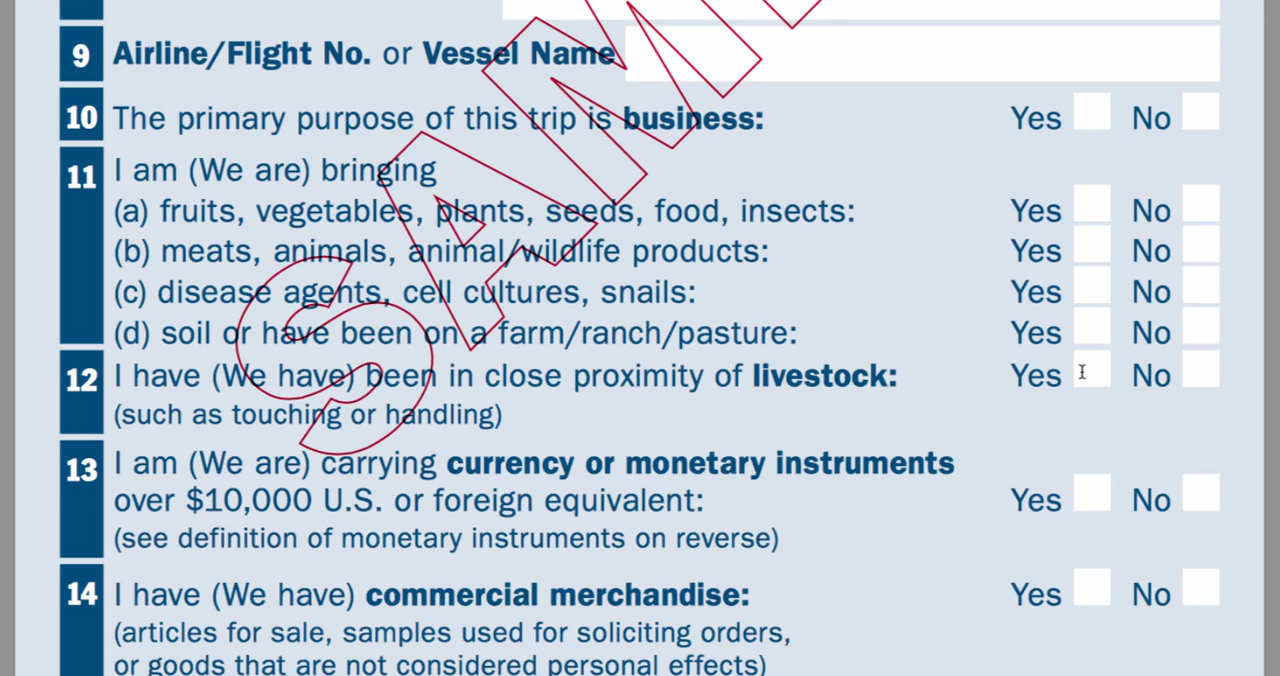 9 Airline/Flight No. or Vessel Name
10 The primary purpose of this trip is business: Yes No
11 I am (We are) bringing
(a) fruits, vegetables, plants, seeds, food, insects: Yes No
(b) meats, animals, animal/wildlife products: Yes No
(c) disease agents, cell cultures, snails: Yes No
(d) soil or have been on a farm/ranch/pasture: Yes No
12 I have (We have) been in close proximity of livestock: Yes No
(such as touching or handling)
13 I am (We are) carrying currency or monetary instruments
over $10,000 U.S. or foreign equivalent: Yes No
(see definition of monetary instruments on reverse)
14 I have (We have) commercial merchandise: Yes No
(articles for sale, samples used for soliciting orders,
or goods that are not considered personal effects)
SAM